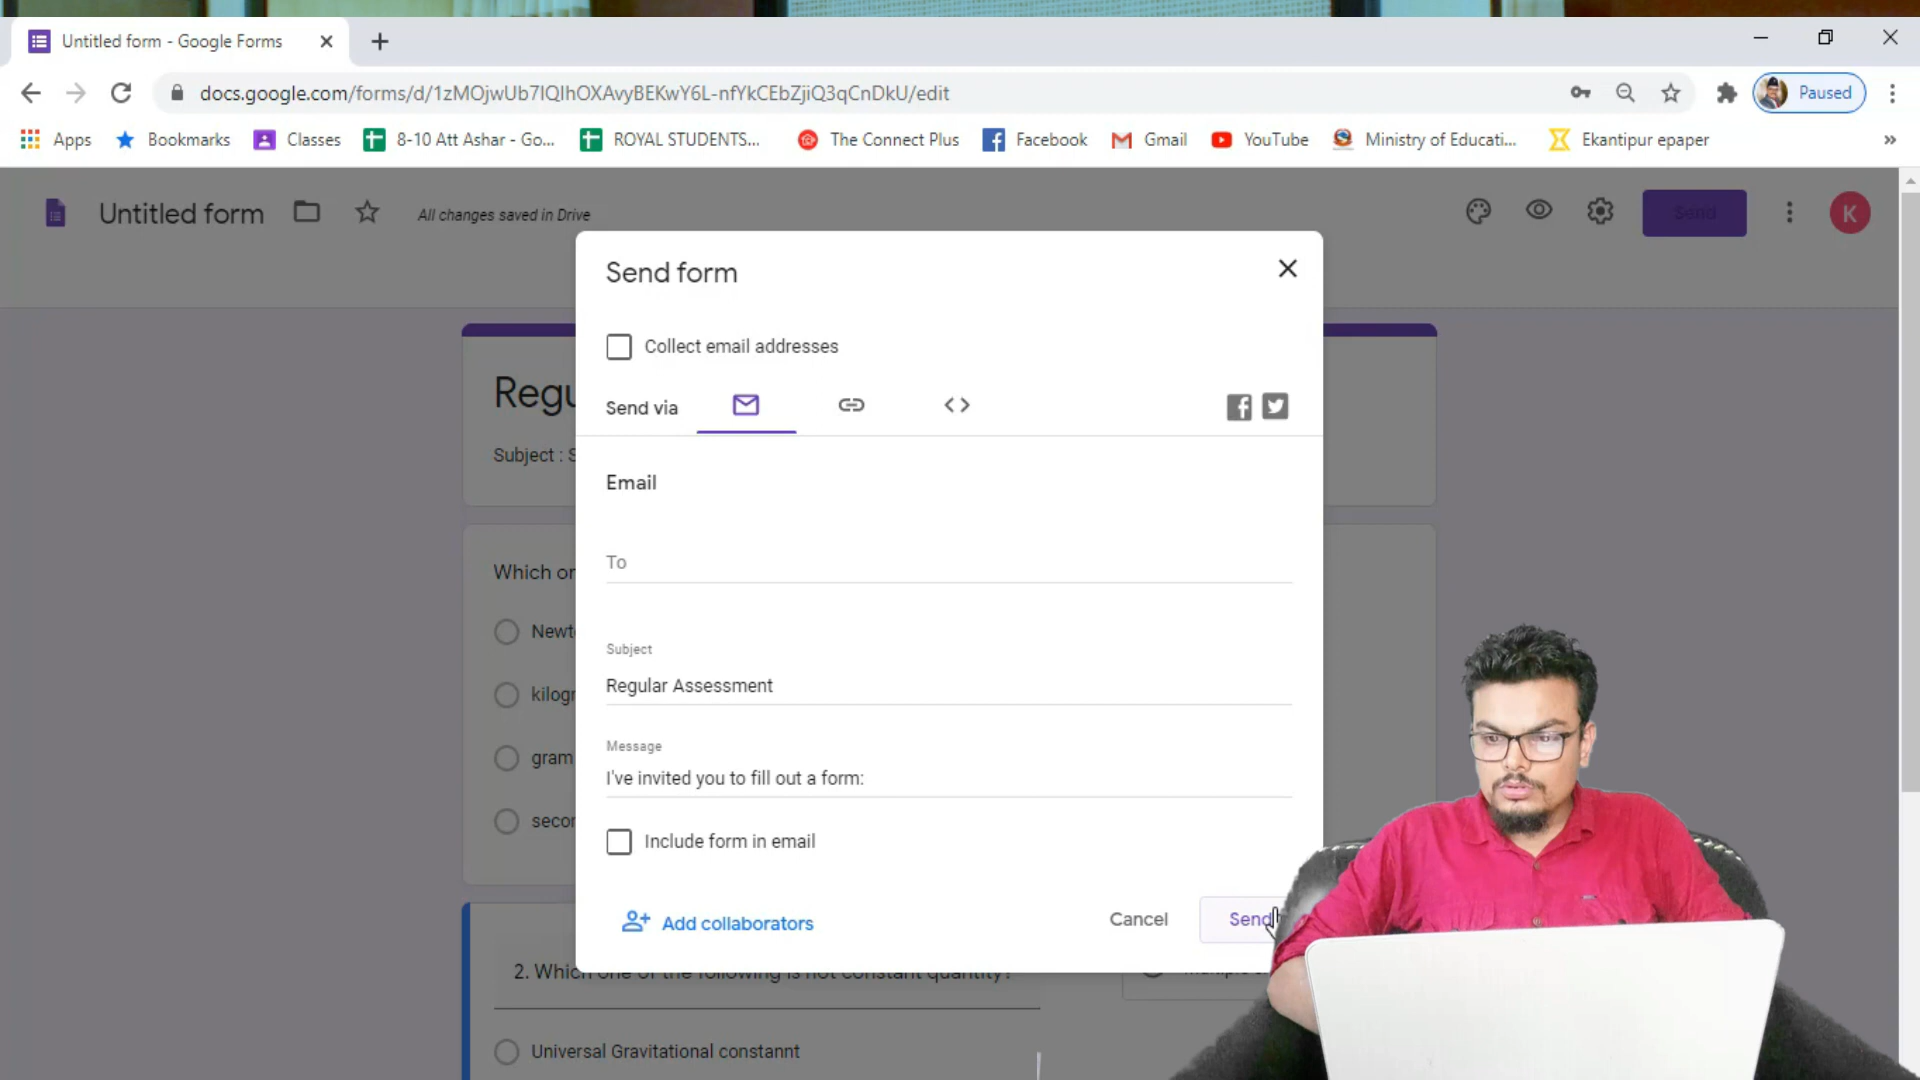 Untitled form - Google Forms
docs.google.com/forms/d/1zMOjwUb7IQIhOXAvyBEKwY6L-nfYkCEbZjiQ3qCnDkU/edit
Paused
Apps
Bookmarks
Classes
8-10 Att Ashar - Go...
ROYAL STUDENTS...
The Connect Plus
Facebook
Gmail
YouTube
Ministry of Educati...
Ekantipur epaper
»
Untitled form
All changes saved in Drive
Send
K
Send form
Collect email addresses
Send via
Regu
Subject : S
Email
To
Which or
Newt
Subject
Regular Assessment
kilogr
Message
I've invited you to fill out a form:
gram
secor
Include form in email
Add collaborators
Cancel
Send
2. Which one of the following is not constant quantity?
Universal Gravitational constannt